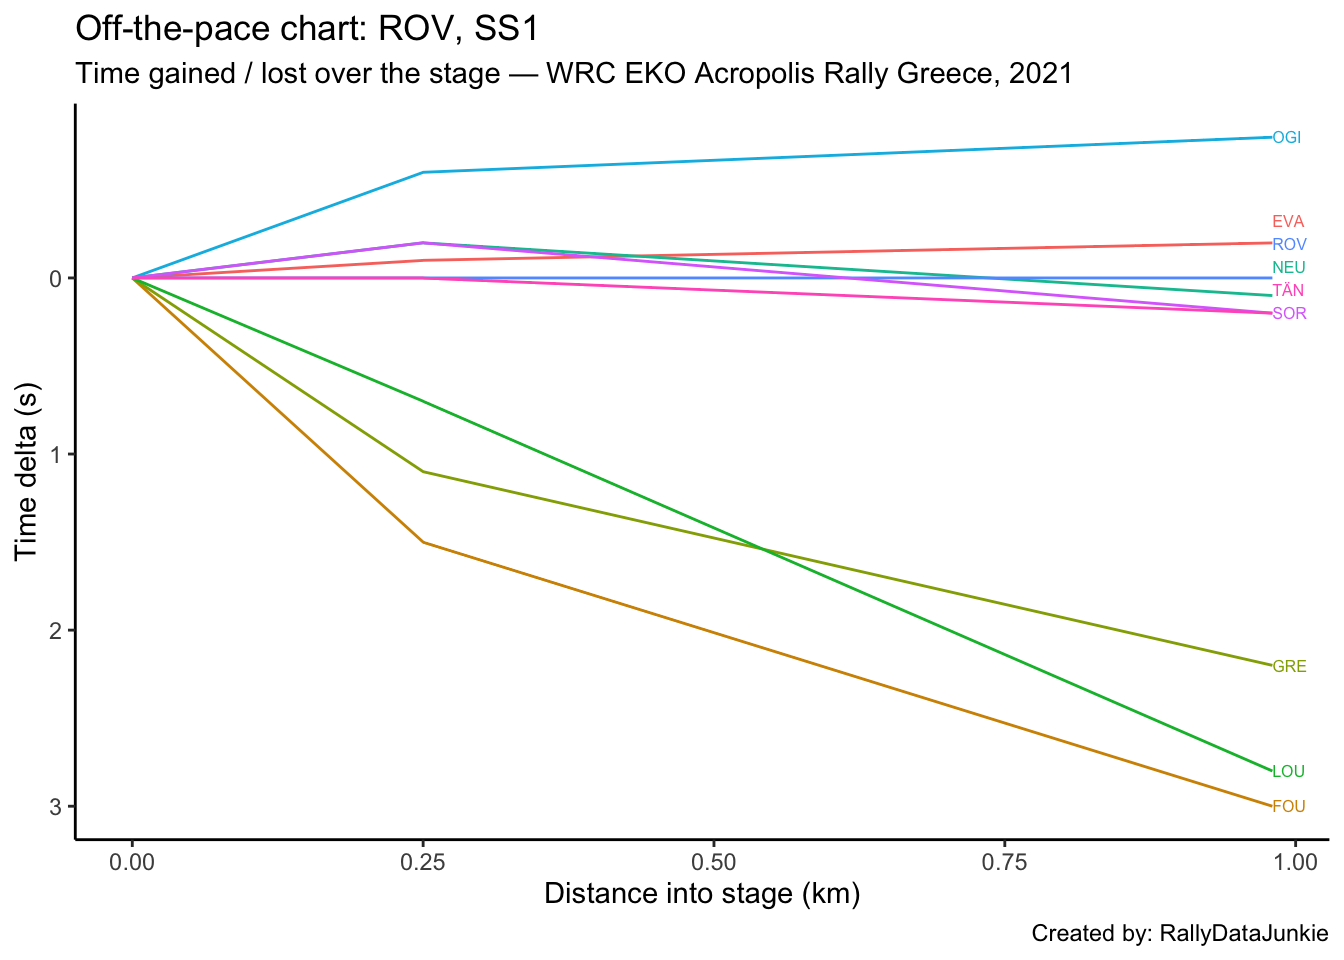 Off-the-pace chart: ROV, SS1
Time gained / lost over the stage — WRC EKO Acropolis Rally Greece, 2021
OGI
EVA
ROV
NEU
TÄN
SOR
GRE
LOU
FOU
0
1
2
3
Time delta (s)
0.00 0.25 0.50 0.75 1.00
Distance into stage (km)
Created by: RallyDataJunkie